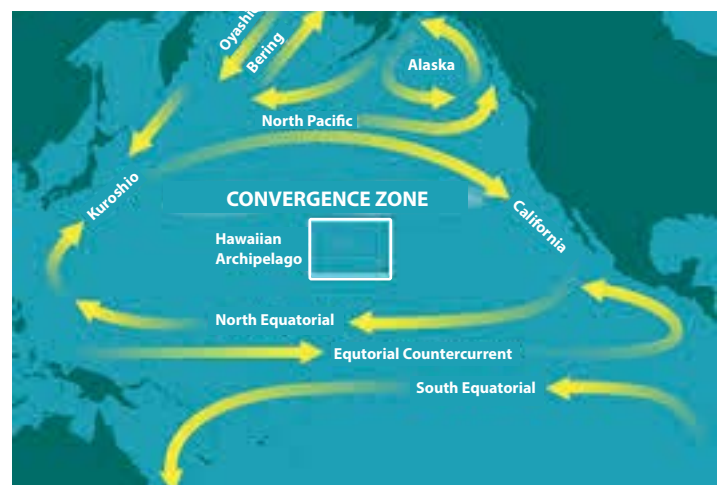 Oyashio
Bering
Alaska
North Pacific
Kuroshio
CONVERGENCE ZONE
California
Hawaiian
Archipelago
North Equatorial
Equtorial Countercurrent
South Equatorial